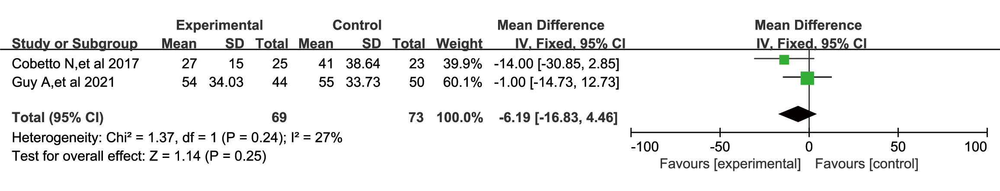 Experimental Control Mean Difference Mean Difference
Study or Subgroup Mean SD Total Mean SD Total Weight IV, Fixed, 95% CI IV, Fixed, 95% CI
Cobetto N,et al 2017 27 15 25 41 38.64 23 39.9% -14.00 [-30.85, 2.85]
Guy A,et al 2021 54 34.03 44 55 33.73 50 60.1% -1.00 [-14.73, 12.73]
Total (95% CI) 69 73 100.0% -6.19 [-16.83, 4.46]
Heterogeneity: Chi² = 1.37, df = 1 (P = 0.24); I² = 27%
Test for overall effect: Z = 1.14 (P = 0.25)
-100 -50 0 50 100
Favours [experimental] Favours [control]